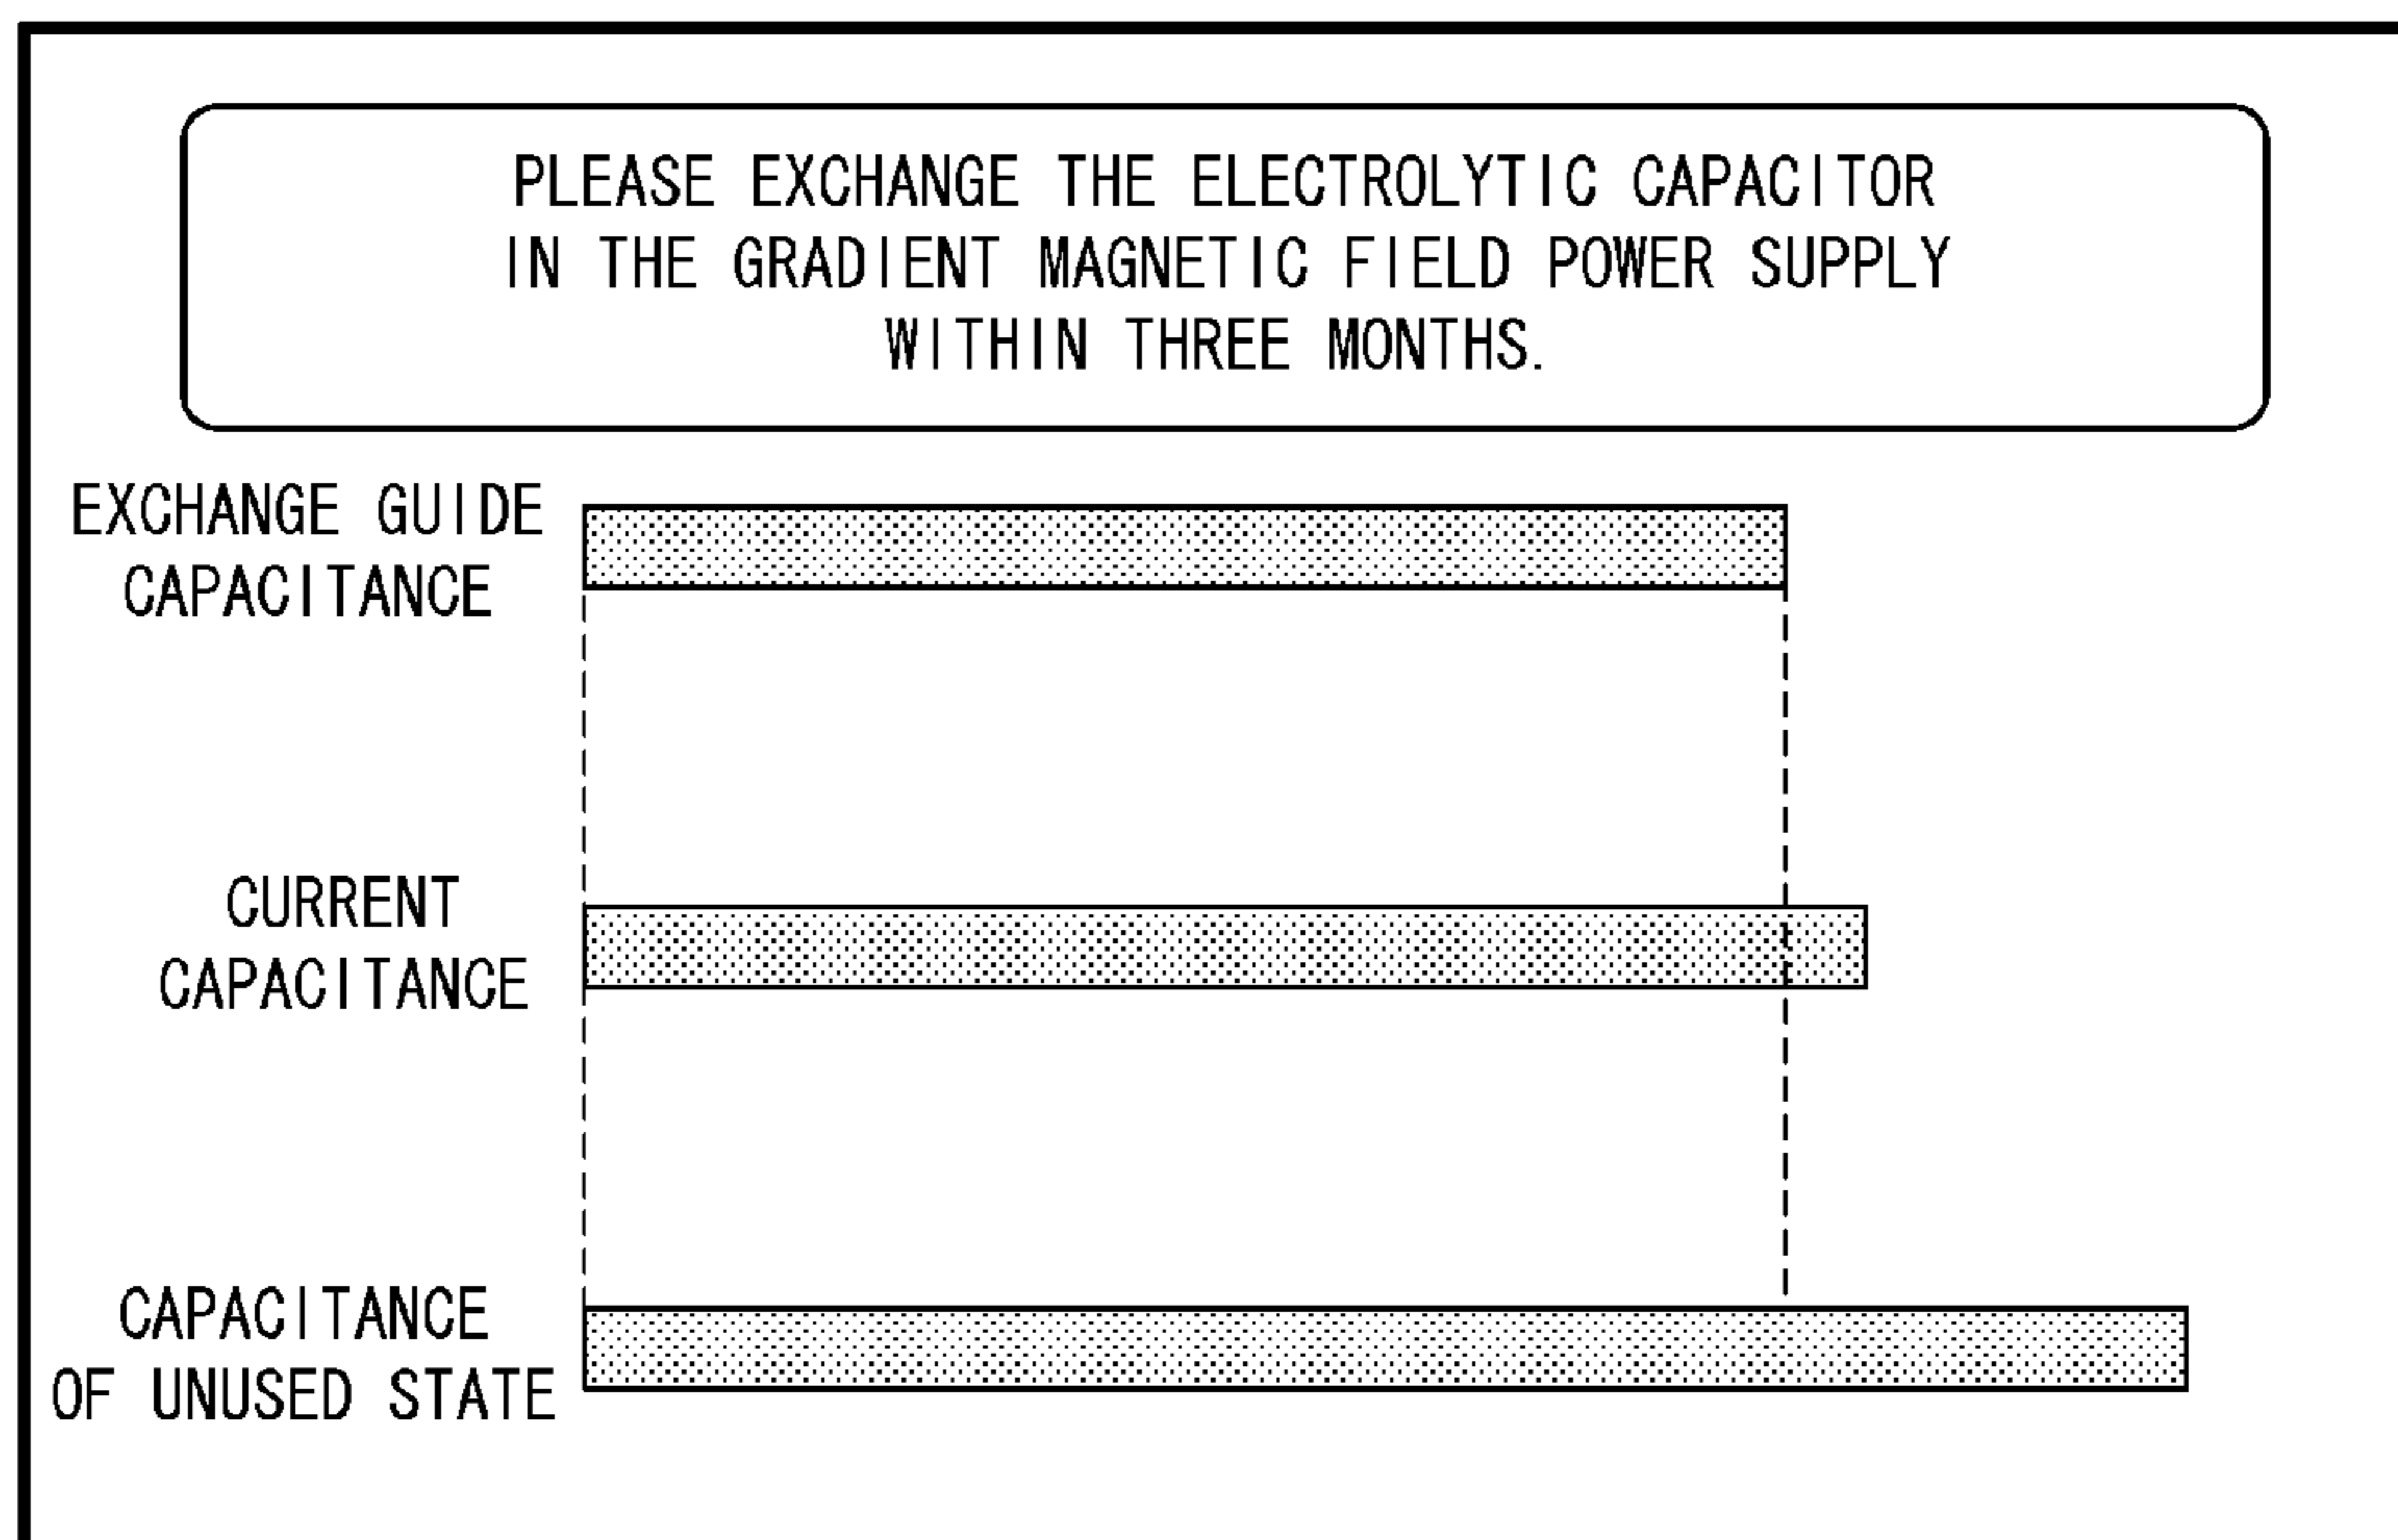 PLEASE EXCHANGE THE ELECTROLYTIC CAPACITOR
IN THE GRADIENT MAGNETIC FIELD POWER SUPPLY
WITHIN THREE MONTHS.
EXCHANGE GUIDE
CAPACITANCE
CURRENT
CAPACITANCE
CAPACITANCE
OF UNUSED STATE